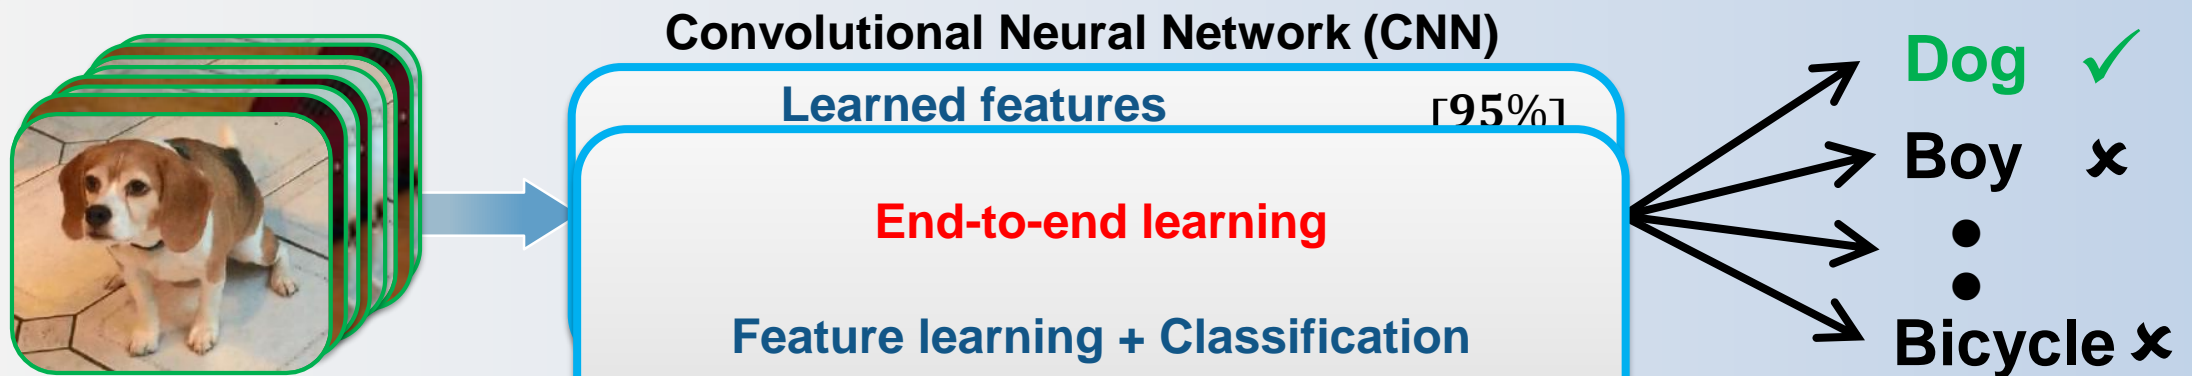 Convolutional Neural Network (CNN)
Learned features
[95%]
End-to-end learning
Feature learning + Classification
Dog ✓
Boy ✘
•
•
Bicycle ✘